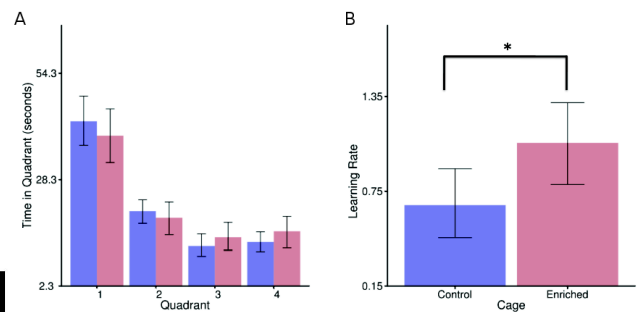 A
Time in Quadrant (seconds)
54.3
28.3
2.3
1 2 3 4
Quadrant
B
*
Learning Rate
1.35
0.75
0.15
Control Enriched
Cage